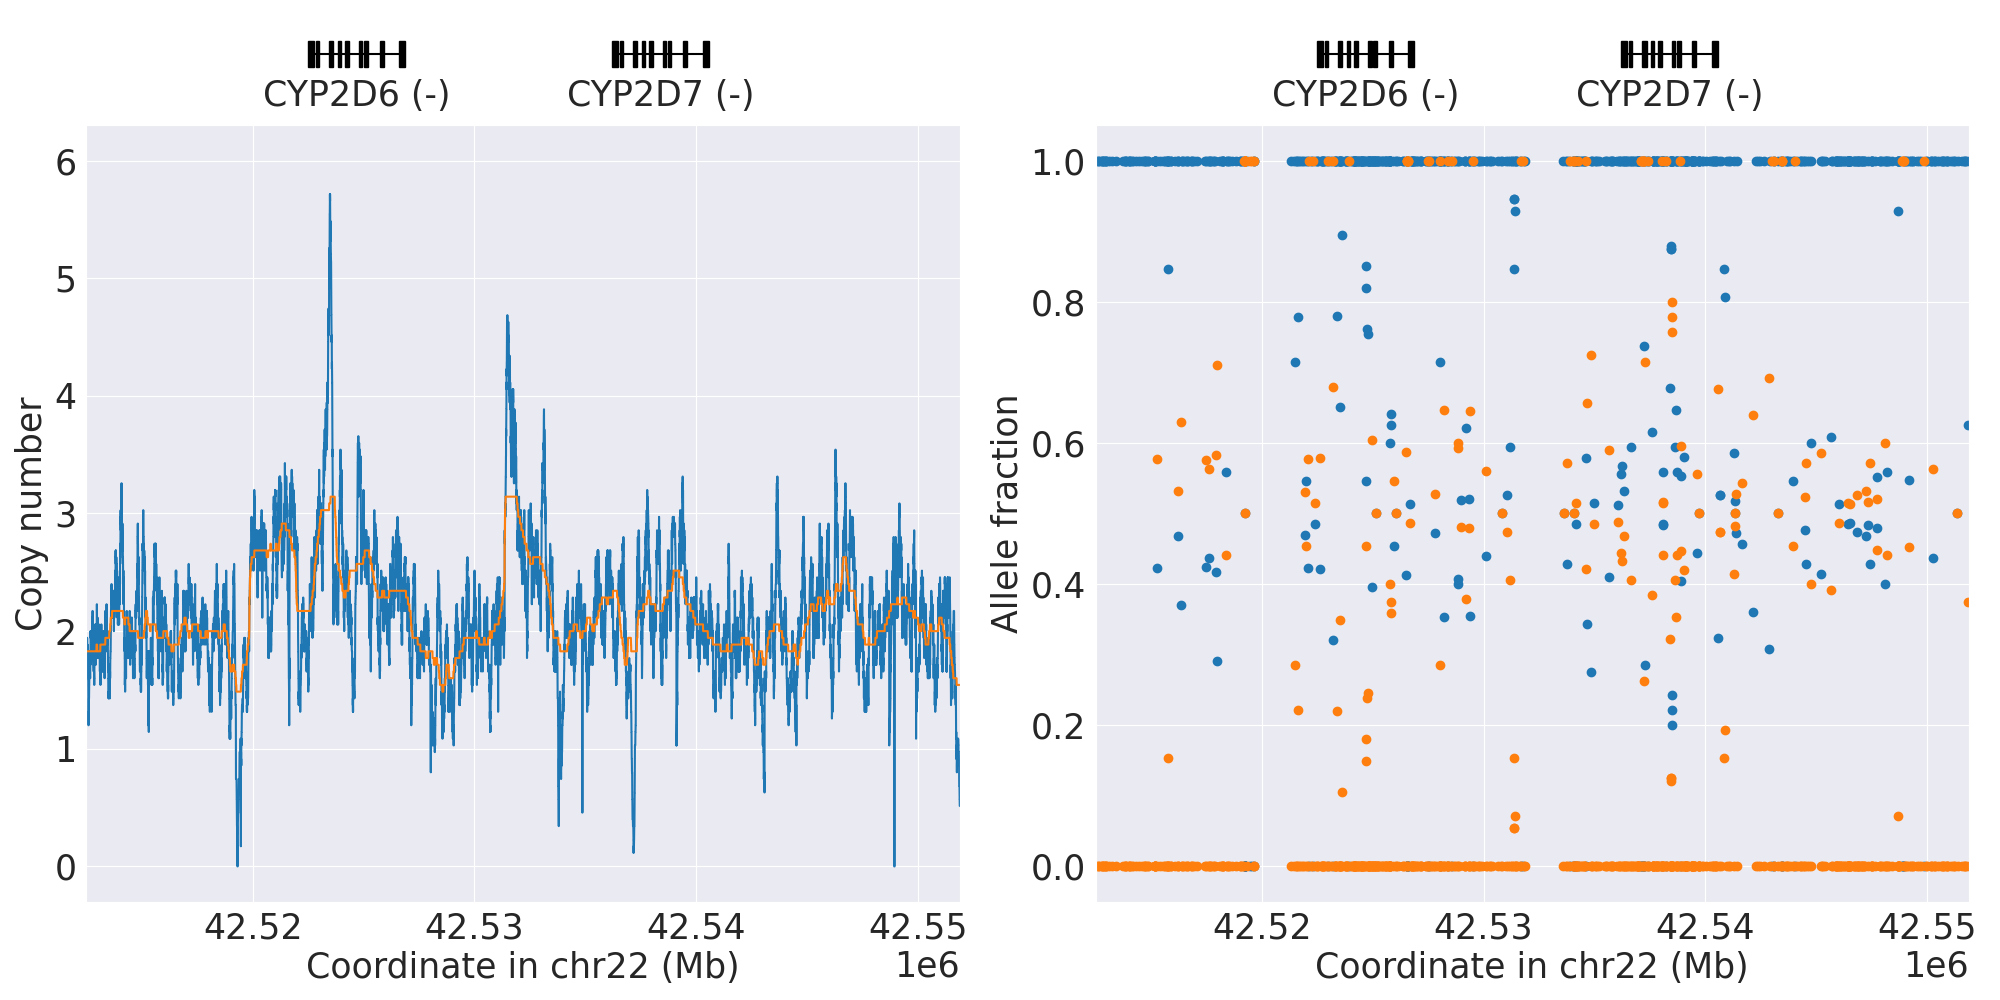 CYP2D6 (-) CYP2D7 (-)
6
5
4
3
2
1
0
Copy number
42.52 42.53 42.54 42.55
Coordinate in chr22 (Mb) 1e6
CYP2D6 (-) CYP2D7 (-)
1.0
0.8
0.6
0.4
0.2
0.0
Allele fraction
42.52 42.53 42.54 42.55
Coordinate in chr22 (Mb) 1e6